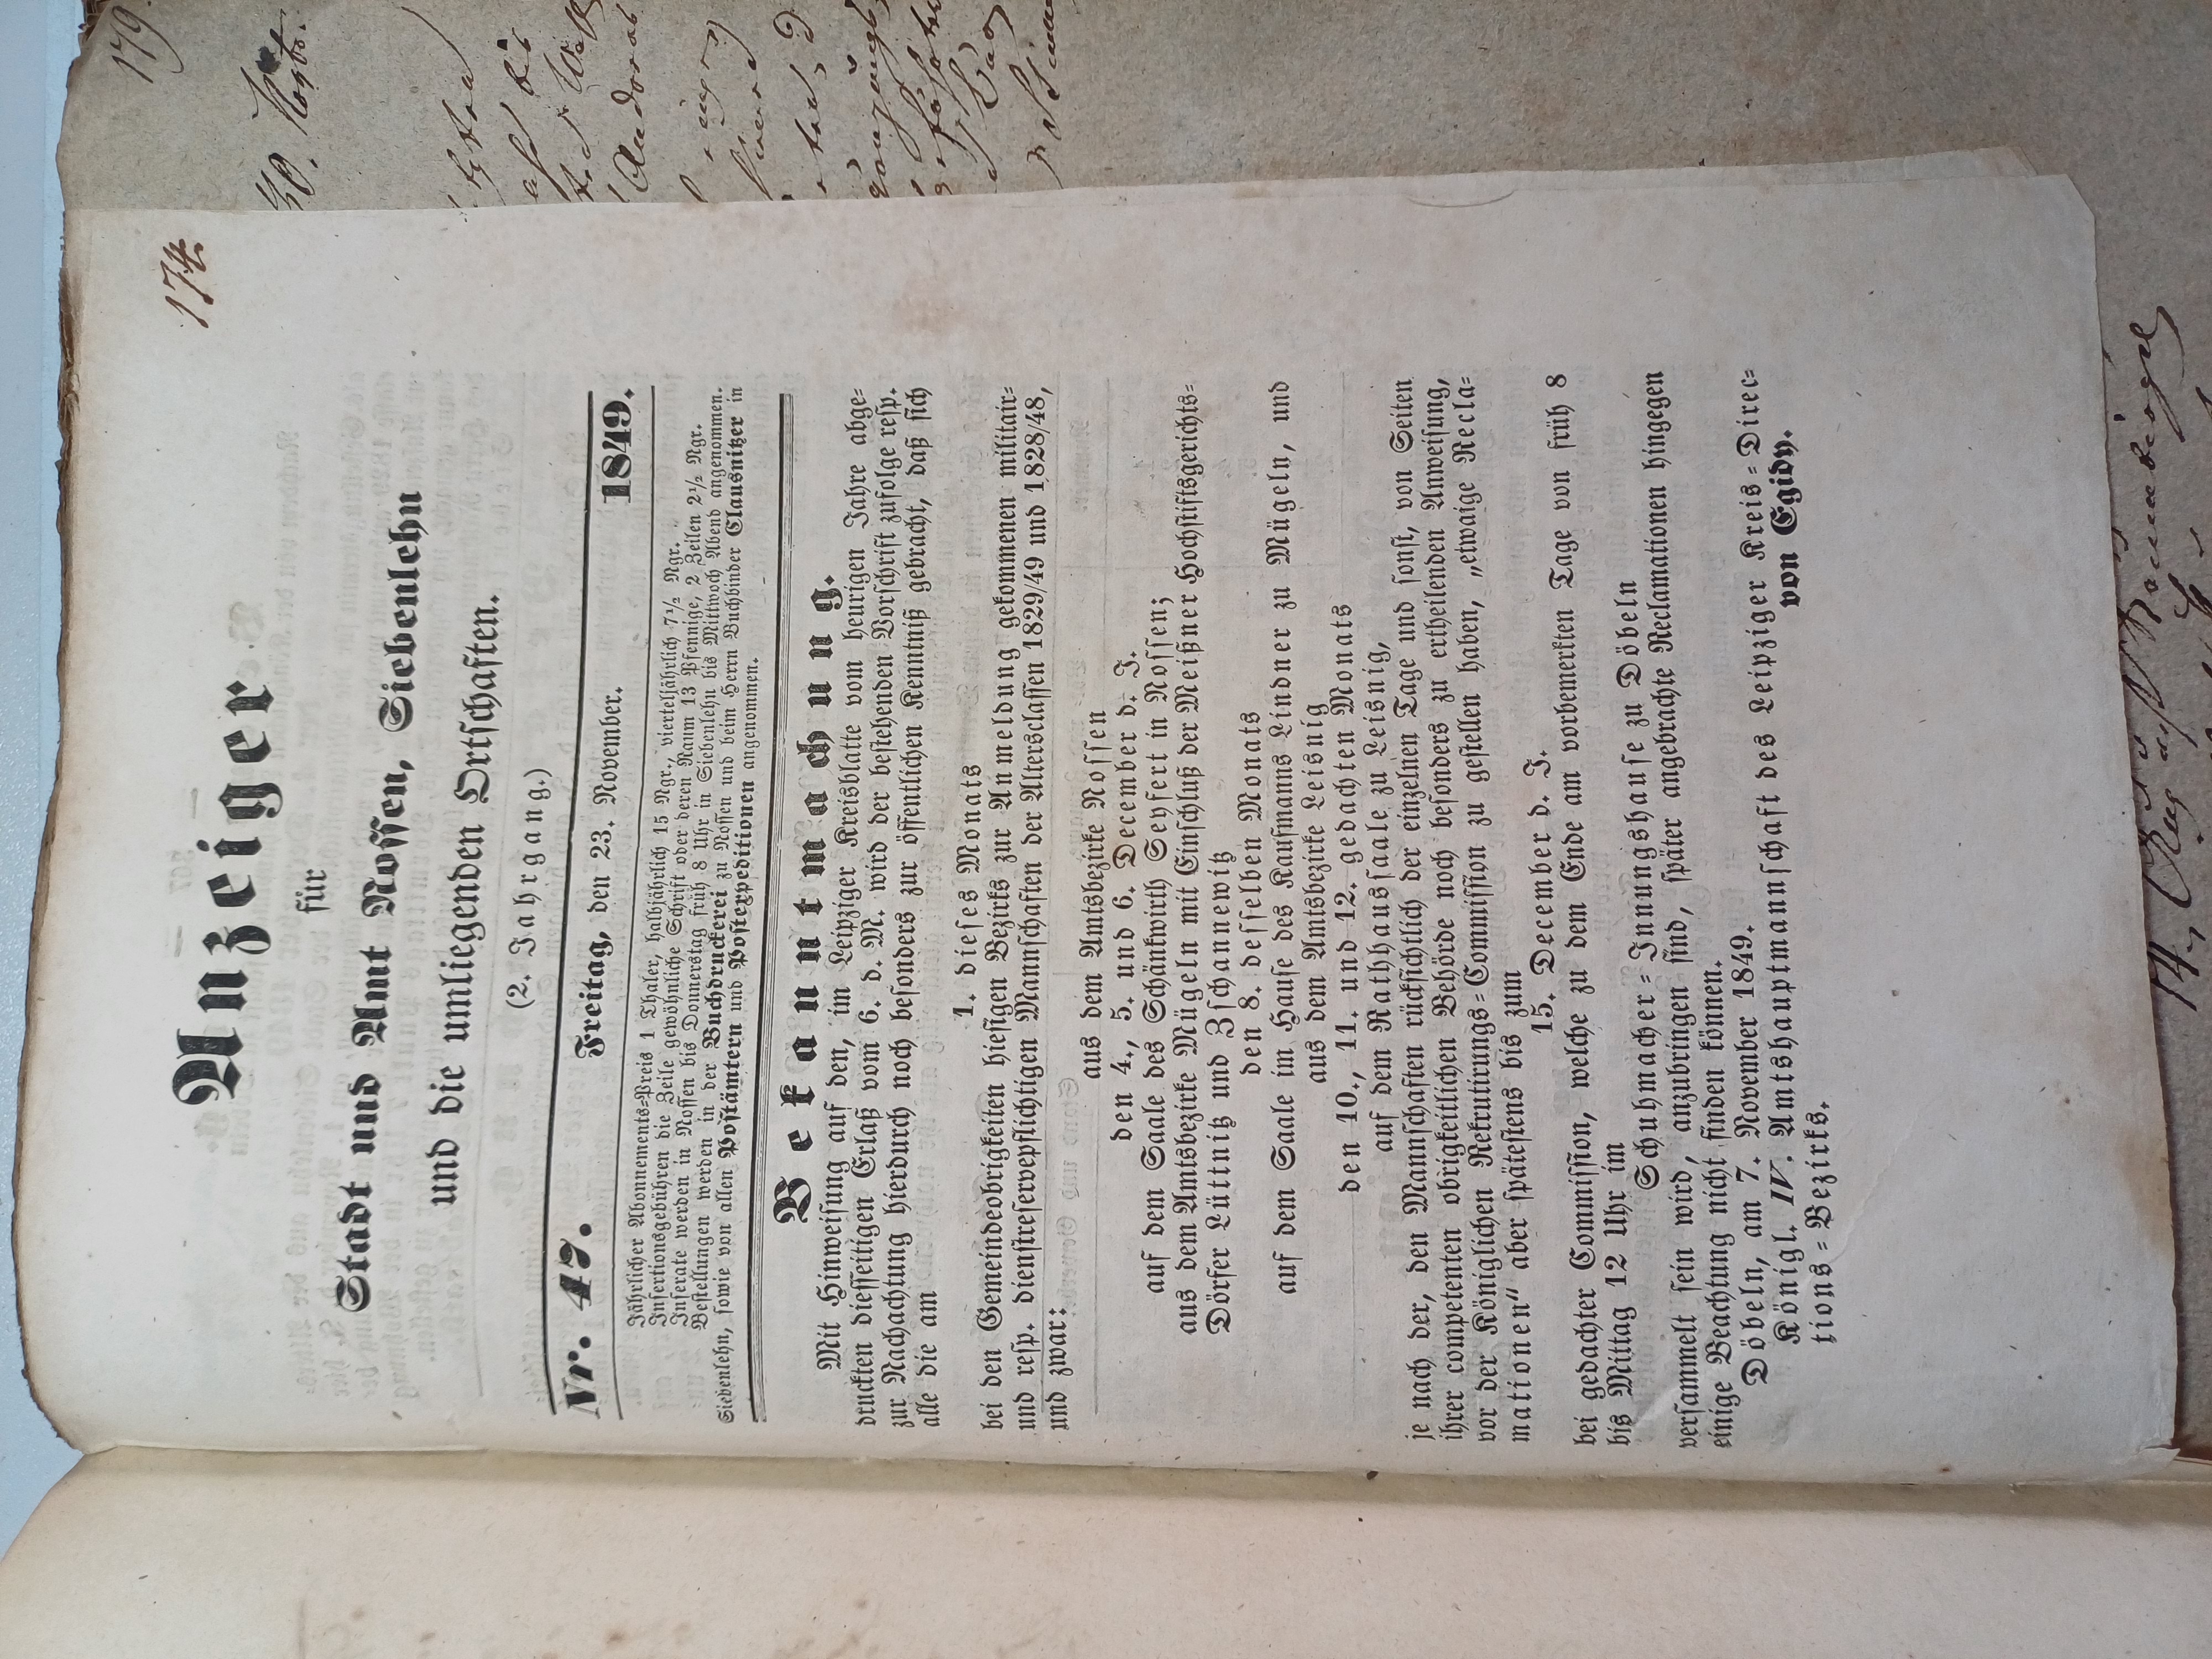 174.
Anzeiger
für
Stadt und Amt Nossen, Siebenlehn
und die umliegenden Ortschaften.
(2. Jahrgang.)
Nr. 47. Freitag, den 23. November. 1849.
Jährlicher Abonnements=Preis 1 Thaler, halbjährlich 15 Ngr., vierteljährlich 7½ Ngr.
Insertionsgebühren die Zeile gewöhnliche Schrift oder deren Raum 13 Pfennige, 2 Zeilen 2½ Ngr.
Inserate werden in Nossen bis Donnerstag früh 8 Uhr in Siebenlehn bis Mittwoch Abend angenommen.
Bestellungen werden in der Buchdruckerei zu Nossen und beim Herrn Buchbinder Clausnitzer in
Siebenlehn, sowie von allen Postämtern und Postexpeditionen angenommen.
Bekanntmachung.
Mit Hinweisung auf den, im Leipziger Kreisblatte vom heurigen Jahre abge=
druckten diesseitigen Erlaß vom 6. d. M. wird der bestehenden Vorschrift zufolge resp.
zur Nachachtung hierdurch noch besonders zur öffentlichen Kenntniß gebracht, daß sich
alle die am
1. dieses Monats
bei den Gemeindeobrigkeiten hiesigen Bezirks zur Anmeldung gekommenen militair=
und resp. dienstreservepflichtigen Mannschaften der Altersclassen 1829/49 und 1828/48,
und zwar:
aus dem Amtsbezirke Nossen
den 4., 5. und 6. December d. J.
auf dem Saale des Schänkwirth Seyfert in Nossen;
aus dem Amtsbezirke Mügeln mit Einschluß der Meißner Hochstiftsgerichts=
Dörfer Lüttnitz und Zschannewitz
den 8. desselben Monats
auf dem Saale im Hause des Kaufmanns Lindner zu Mügeln, und
aus dem Amtsbezirke Leisnig
den 10., 11. und 12. gedachten Monats
auf dem Rathhaussaale zu Leisnig,
je nach der, den Mannschaften rücksichtlich der einzelnen Tage und sonst, von Seiten
ihrer competenten obrigkeitlichen Behörde noch besonders zu ertheilenden Anweisung,
vor der Königlichen Rekrutirungs=Commission zu gestellen haben, „etwaige Recla=
mationen“ aber spätestens bis zum
15. December d. J.
bei gedachter Commission, welche zu dem Ende am vorbemerkten Tage von früh 8
bis Mittag 12 Uhr im
Schuhmacher=Innungshause zu Döbeln
versammelt sein wird, anzubringen sind, später angebrachte Reclamationen hingegen
einige Beachtung nicht finden können.
Döbeln, am 7. November 1849.
Königl. IV. Amtshauptmannschaft des Leipziger Kreis=Direc=
tions=Bezirks. von Egidy.
179